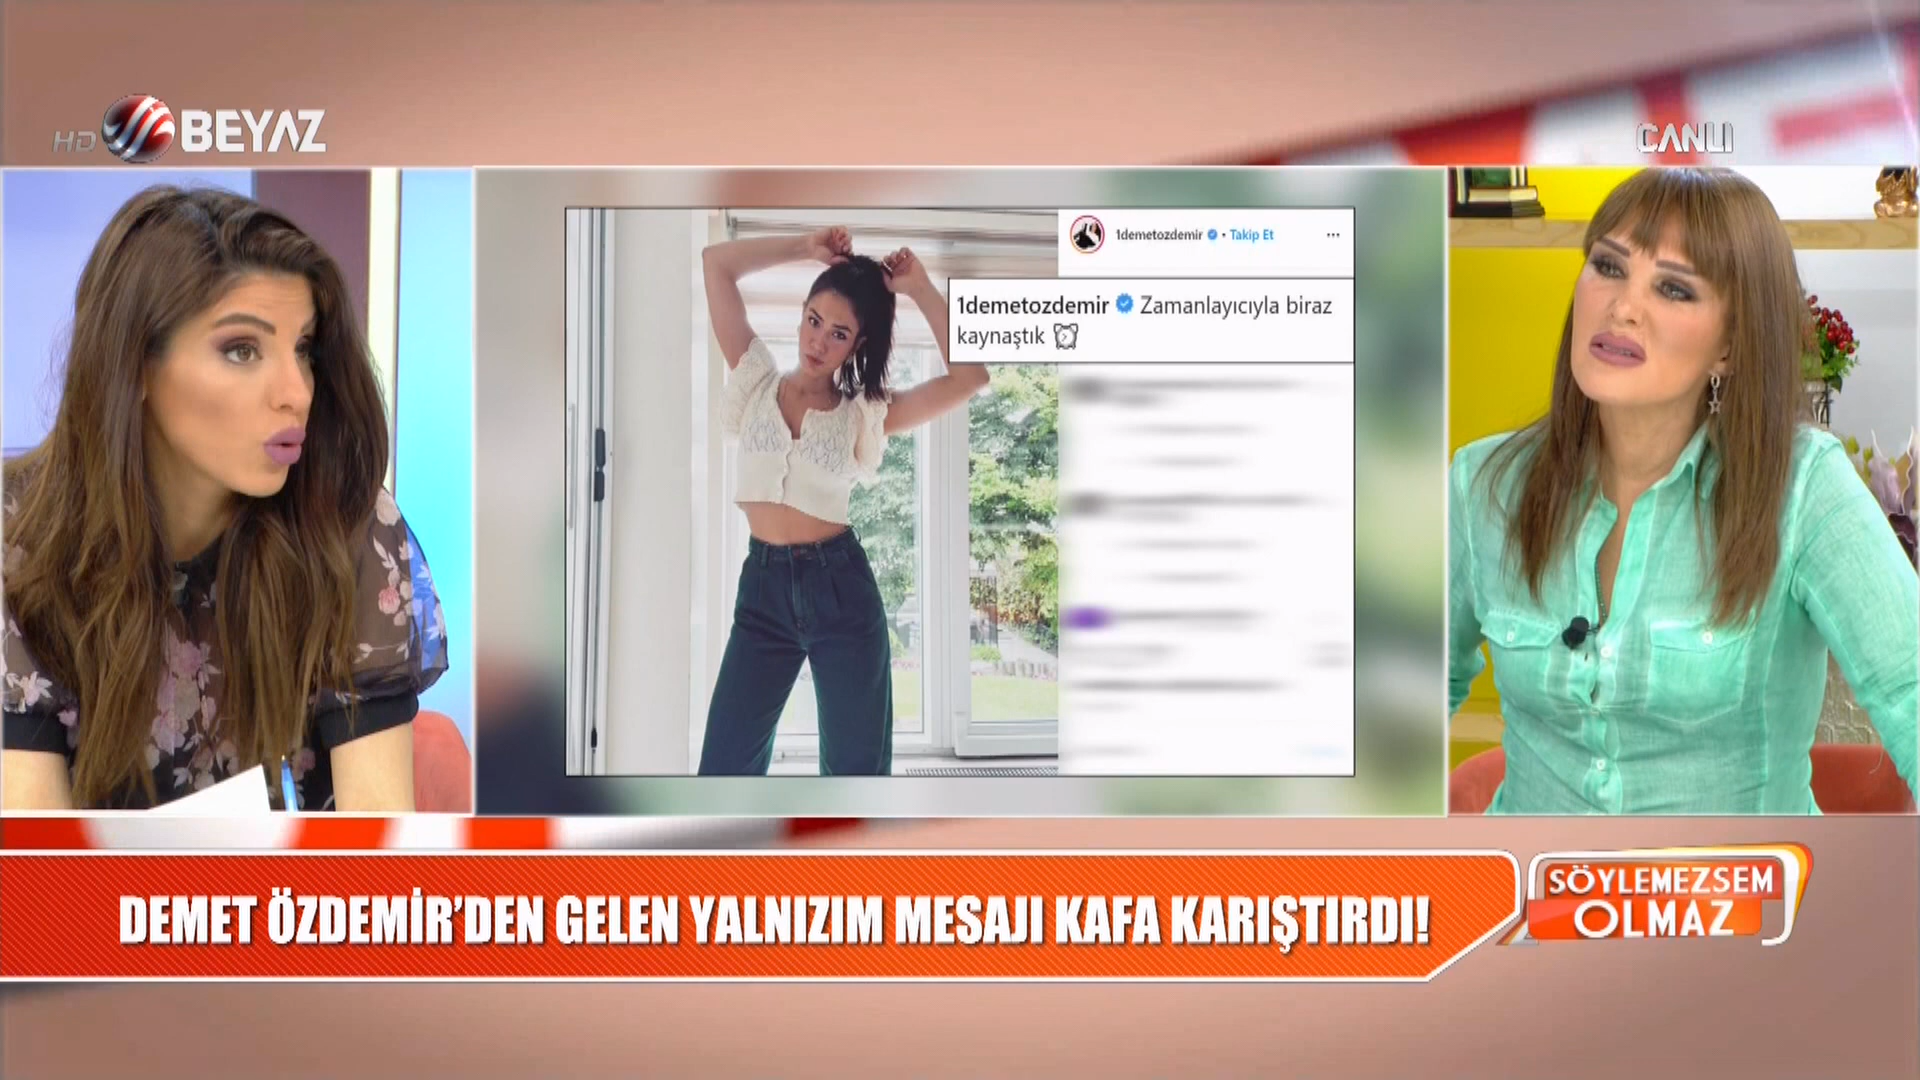 HD BEYAZ
CANLI
1demetozdemir • Takip Et
1demetozdemir Zamanlayıcıyla biraz
kaynaştık
DEMET ÖZDEMİR'DEN GELEN YALNIZIM MESAJI KAFA KARIŞTIRDI!
SÖYLEMEZSEM
OLMAZ